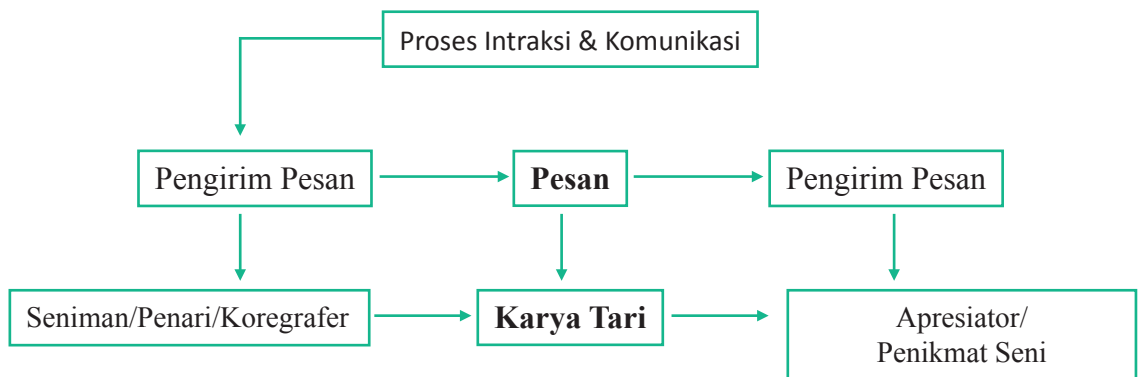 Proses Intraksi & Komunikasi
Pengirim Pesan
Pesan
Pengirim Pesan
Seniman/Penari/Koregrafer
Karya Tari
Apresiator/
Penikmat Seni